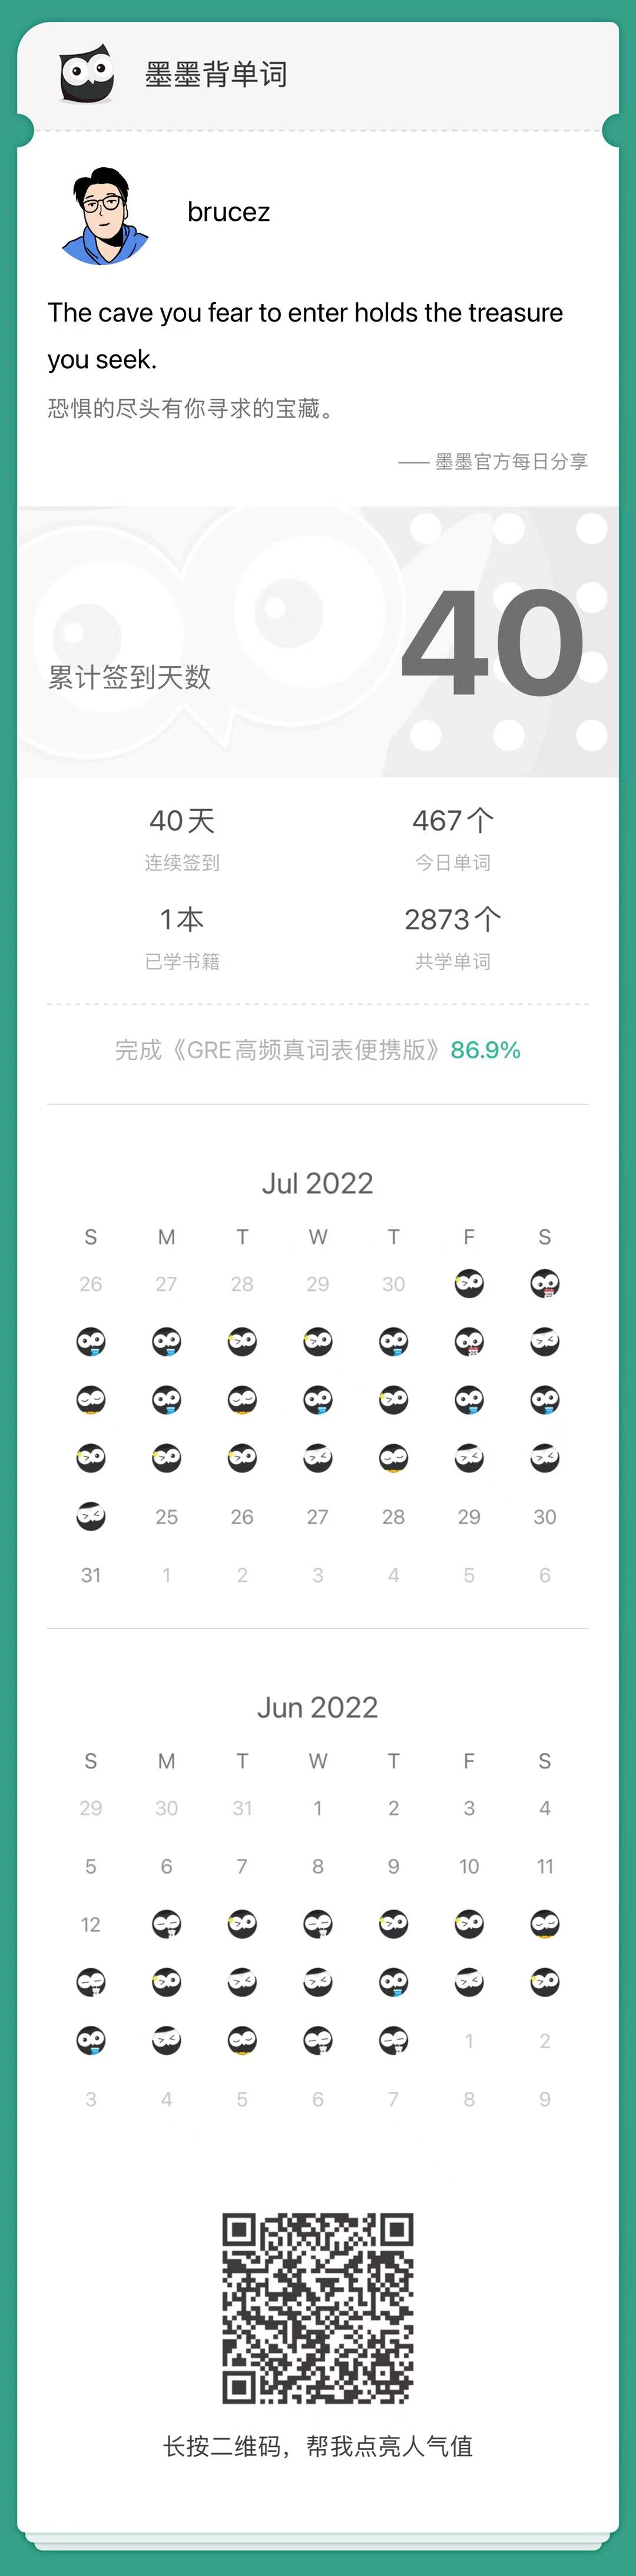 墨墨背单词
brucez
The cave you fear to enter holds the treasure
you seek.
恐惧的尽头有你寻求的宝藏。
—— 墨墨官方每日分享
累计签到天数
40
40天 467个
连续签到 今日单词
1本 2873个
已学书籍 共学单词
完成《GRE高频真词表便携版》86.9%
Jul 2022
S M T W T F S
26 27 28 29 30
25 26 27 28 29 30
31 1 2 3 4 5 6
Jun 2022
S M T W T F S
29 30 31 1 2 3 4
5 6 7 8 9 10 11
12
1 2
3 4 5 6 7 8 9
长按二维码，帮我点亮人气值